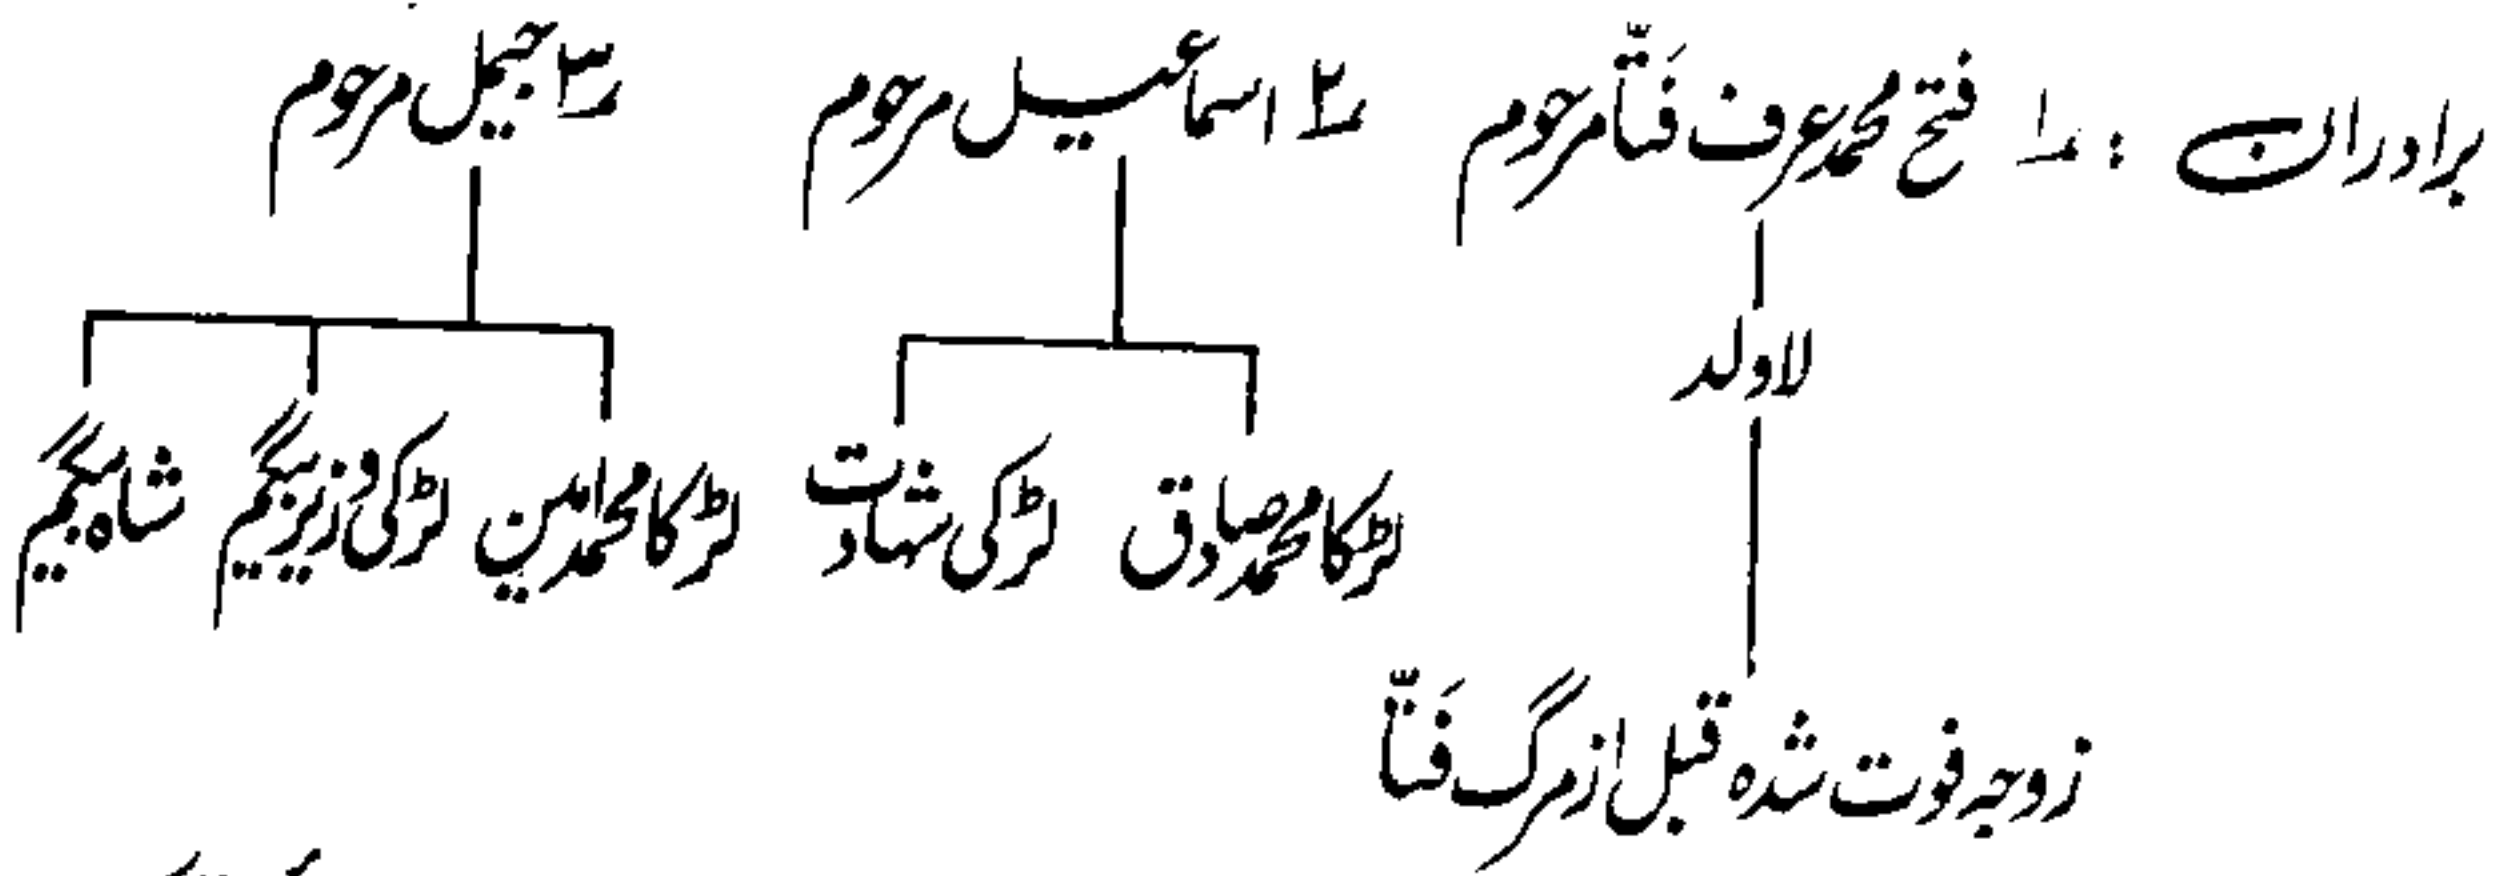 برادران : ۱؎ فتح محمد عرف فتّا مرحوم ۲؎ اسماعیل مرحوم ۳؎ جیکل مرحوم
لاولد
لڑکا محمد صادق لڑکی شہادت لڑکا محمد امین لڑکی وزیر بیگم شاہ بیگم
زوجہ فوت شدہ قبل از مرگ فتّا